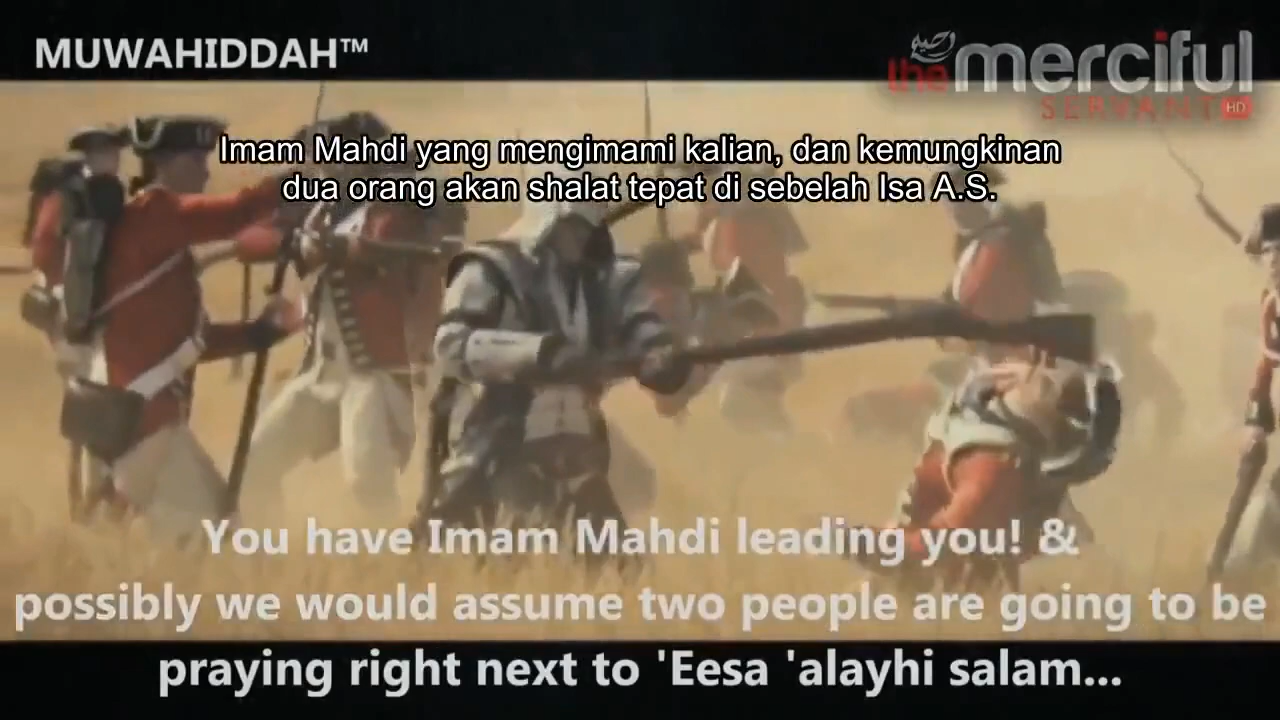 MUWAHIDDAH™
the merciful
SERVANT HD
Imam Mahdi yang mengimami kalian, dan kemungkinan
dua orang akan shalat tepat di sebelah Isa A.S.
You have Imam Mahdi leading you! &
possibly we would assume two people are going to be
praying right next to 'Eesa 'alayhi salam...